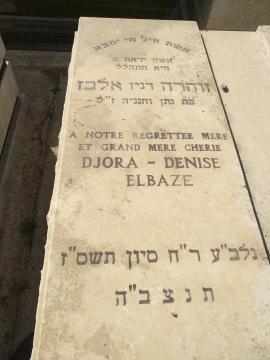 אשת חיל מי ימצא
אשה יראת ה'
היא תתהלל
זוהרה דניז אלבז
בת נתן וחנניה ז"ל
A NOTRE REGRETTEE MERE
ET GRAND MERE CHERIE
DJORA - DENISE
ELBAZE
נלב"ע ר"ח סיון תשס"ז
תנצב"ה